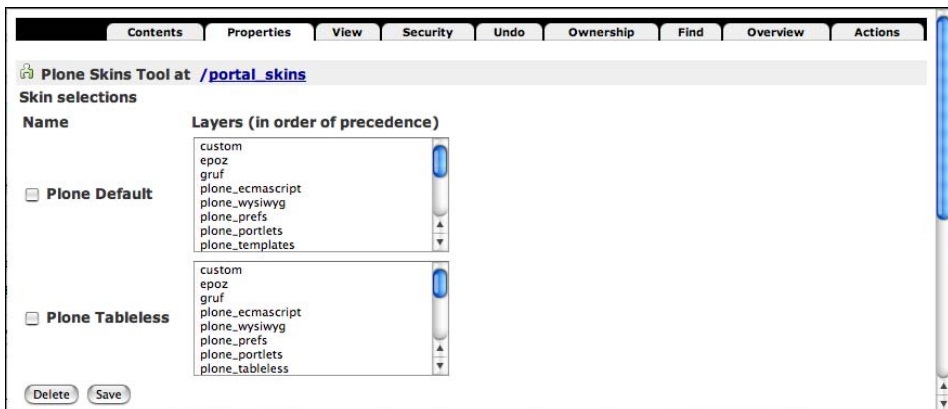 Contents Properties View Security Undo Ownership Find Overview Actions
Plone Skins Tool at /portal_skins
Skin selections
Name Layers (in order of precedence)
Plone Default
custom
epoz
gruf
plone_ecmascript
plone_wysiwyg
plone_prefs
plone_portlets
plone_templates
Plone Tableless
custom
epoz
gruf
plone_ecmascript
plone_wysiwyg
plone_prefs
plone_portlets
plone_tableless
Delete Save